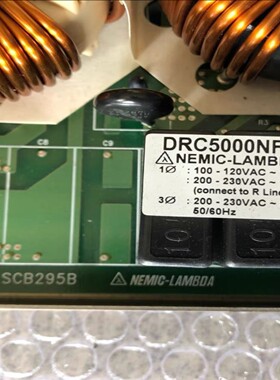 DRC5000NF
NEMIC-LAMBDA
1Ø : 100 - 120VAC ~
: 200 - 230VAC ~
(connect to R Line
3Ø : 200 - 230VAC ~
50/60Hz
C8
C9
SCB295B
NEMIC-LAMBDA